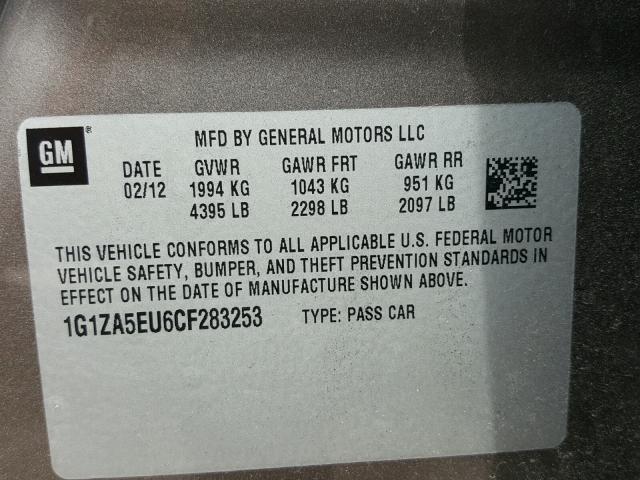 GM®
MFD BY GENERAL MOTORS LLC
DATE GVWR GAWR FRT GAWR RR
02/12 1994 KG 1043 KG 951 KG
4395 LB 2298 LB 2097 LB
THIS VEHICLE CONFORMS TO ALL APPLICABLE U.S. FEDERAL MOTOR
VEHICLE SAFETY, BUMPER, AND THEFT PREVENTION STANDARDS IN
EFFECT ON THE DATE OF MANUFACTURE SHOWN ABOVE.
1G1ZA5EU6CF283253 TYPE: PASS CAR